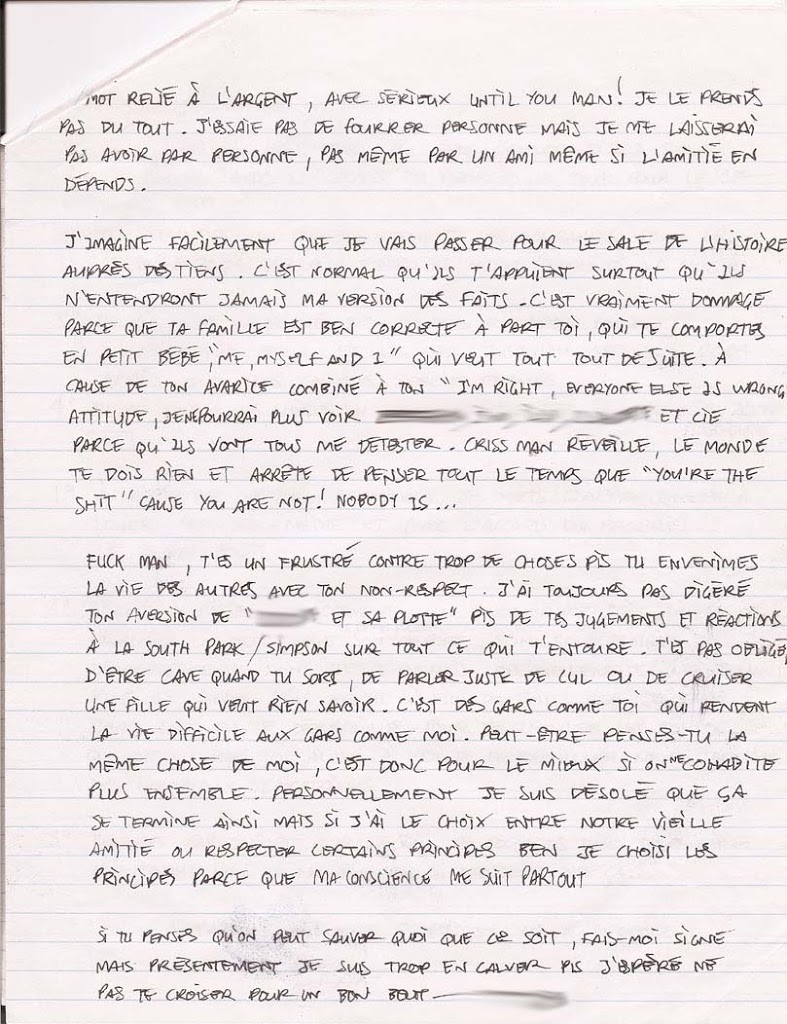 MOT RELIÉ À L'ARGENT, AVEC SÉRIEUX UNTIL YOU MAN! JE LE PRENDS
PAS DU TOUT. J'ESSAIE PAS DE FOURRER PERSONNE MAIS JE ME LAISSERAI
PAS AVOIR PAR PERSONNE, PAS MÊME PAR UN AMI MÊME SI L'AMITIÉ EN
DÉPENDS.
J'IMAGINE FACILEMENT QUE JE VAIS PASSER POUR LE SALE DE L'HISTOIRE
AUPRÈS DES TIENS. C'EST NORMAL QU'ILS T'APPUIENT SURTOUT QU'ILS
N'ENTENDRONT JAMAIS MA VERSION DES FAITS. C'EST VRAIMENT DOMMAGE
PARCE QUE TA FAMILLE EST BEN CORRECTE À PART TOI, QUI TE COMPORTES
EN PETIT BÉBÉ, "ME, MYSELF AND I" QUI VEUT TOUT TOUT DE SUITE. À
CAUSE DE TON AVARICE COMBINÉ À TON "I'M RIGHT, EVERYONE ELSE IS WRONG
ATTITUDE, JE NE POURRAI PLUS VOIR ET CIE
PARCE QU'ILS VONT TOUS ME DÉTESTER. CRISS MAN RÉVEILLE, LE MONDE
TE DOIS RIEN ET ARRÊTE DE PENSER TOUT LE TEMPS QUE "YOU'RE THE
SHIT" CAUSE YOU ARE NOT! NOBODY IS...
FUCK MAN, T'ES UN FRUSTRÉ CONTRE TROP DE CHOSES PIS TU ENVENIMES
LA VIE DES AUTRES AVEC TON NON-RESPECT. J'AI TOUJOURS PAS DIGÉRÉ
TON AVERSION DE " ET SA PLOTTE" PIS DE TES JUGEMENTS ET RÉACTIONS
À LA SOUTH PARK/SIMPSON SUR TOUT CE QUI T'ENTOURE. T'ES PAS OBLIGÉ
D'ÊTRE CAVE QUAND TU SORS, DE PARLER JUSTE DE CUL OU DE CRUISER
UNE FILLE QUI VEUT RIEN SAVOIR. C'EST DES GARS COMME TOI QUI RENDENT
LA VIE DIFFICILE AUX GARS COMME MOI. PEUT-ÊTRE PENSES-TU LA
MÊME CHOSE DE MOI, C'EST DONC POUR LE MIEUX SI ON NE COHABITE
PLUS ENSEMBLE. PERSONNELLEMENT JE SUIS DÉSOLÉ QUE ÇA
SE TERMINE AINSI MAIS SI J'AI LE CHOIX ENTRE NOTRE VIEILLE
AMITIÉ OU RESPECTER CERTAINS PRINCIPES BEN JE CHOISI LES
PRINCIPES PARCE QUE MA CONSCIENCE ME SUIT PARTOUT
SI TU PENSES QU'ON PEUT SAUVER QUOI QUE CE SOIT, FAIS-MOI SIGNE
MAIS PRÉSENTEMENT JE SUIS TROP EN CALVER PIS J'ESPÈRE NE
PAS TE CROISER POUR UN BON BOUT